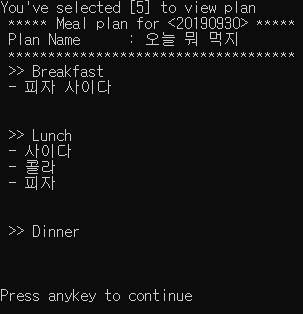 You've selected [5] to view plan
***** Meal plan for <20190930> *****
Plan Name : 오늘 뭐 먹지
************************************
>> Breakfast
- 피자 사이다
>> Lunch
- 사이다
- 콜라
- 피자
>> Dinner
Press anykey to continue